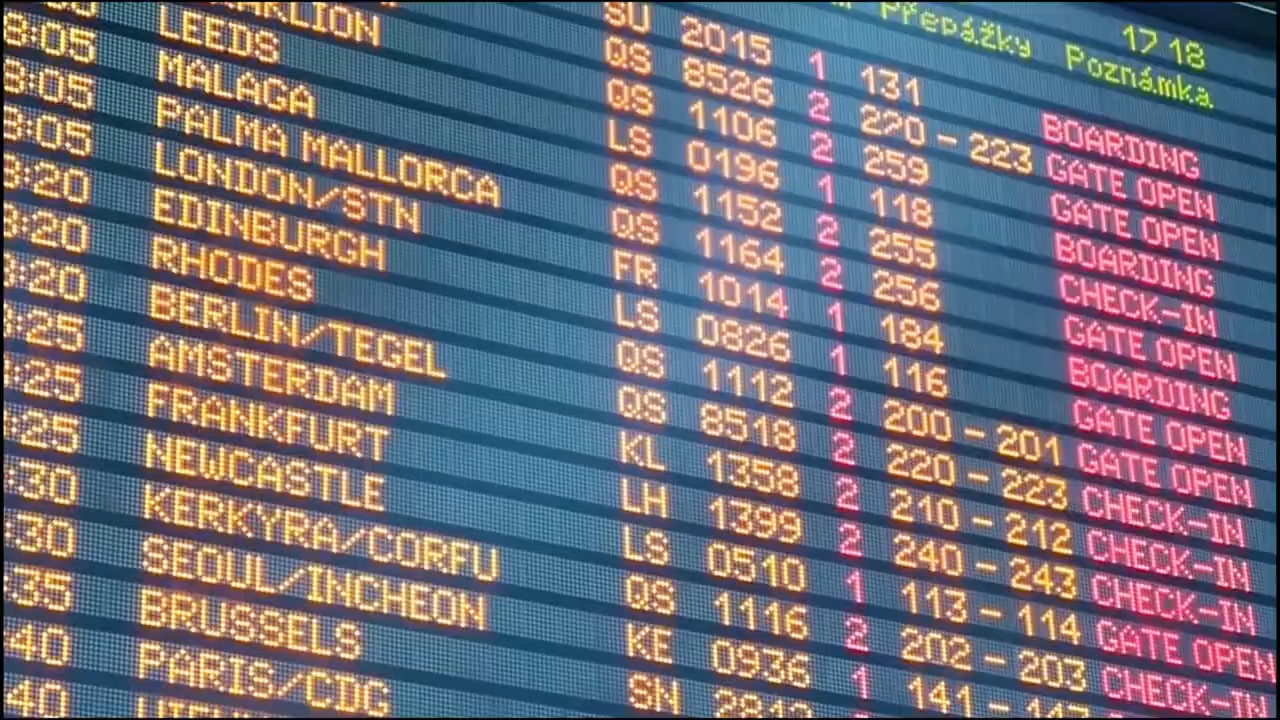 Přepážky Poznámka 17 18
SU 2015 1 131 BOARDING
QS 8526 2 220 - 223 GATE OPEN
QS 1106 2 259 GATE OPEN
LEEDS LS 0196 1 118 BOARDING
8:05 MALAGA QS 1152 2 255 CHECK-IN
8:05 PALMA MALLORCA QS 1164 2 256 GATE OPEN
8:05 LONDON/STN FR 1014 1 184 BOARDING
8:20 EDINBURGH LS 0826 1 116 GATE OPEN
8:20 RHODES QS 1112 2 200 - 201 GATE OPEN
:20 BERLIN/TEGEL QS 8518 2 220 - 223 CHECK-IN
:25 AMSTERDAM KL 1358 2 210 - 212 CHECK-IN
:25 FRANKFURT LH 1399 2 240 - 243 CHECK-IN
:25 NEWCASTLE LS 0510 1 113 - 114 GATE OPEN
:30 KERKYRA/CORFU QS 1116 2 202 - 203 CHECK-IN
:30 SEOUL/INCHEON KE 0936 1 141 - 147
:35 BRUSSELS SN
40 PARIS/CDG
40